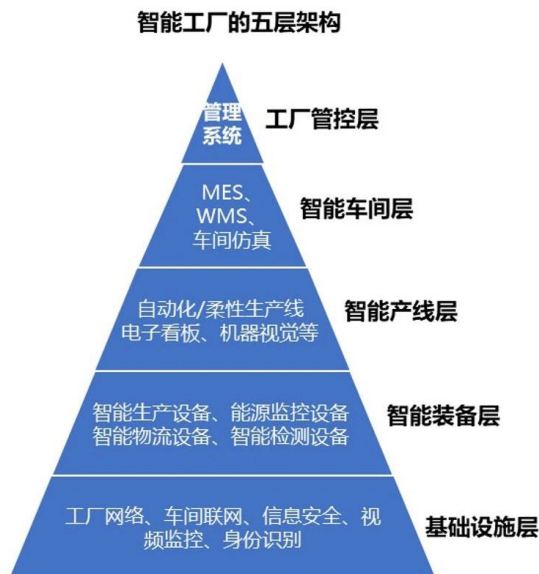 智能工厂的五层架构
管理
系统
工厂管控层
MES、
WMS、
车间仿真
智能车间层
自动化/柔性生产线
电子看板、机器视觉等
智能产线层
智能生产设备、能源监控设备
智能物流设备、智能检测设备
智能装备层
工厂网络、车间联网、信息安全、视
频监控、身份识别
基础设施层